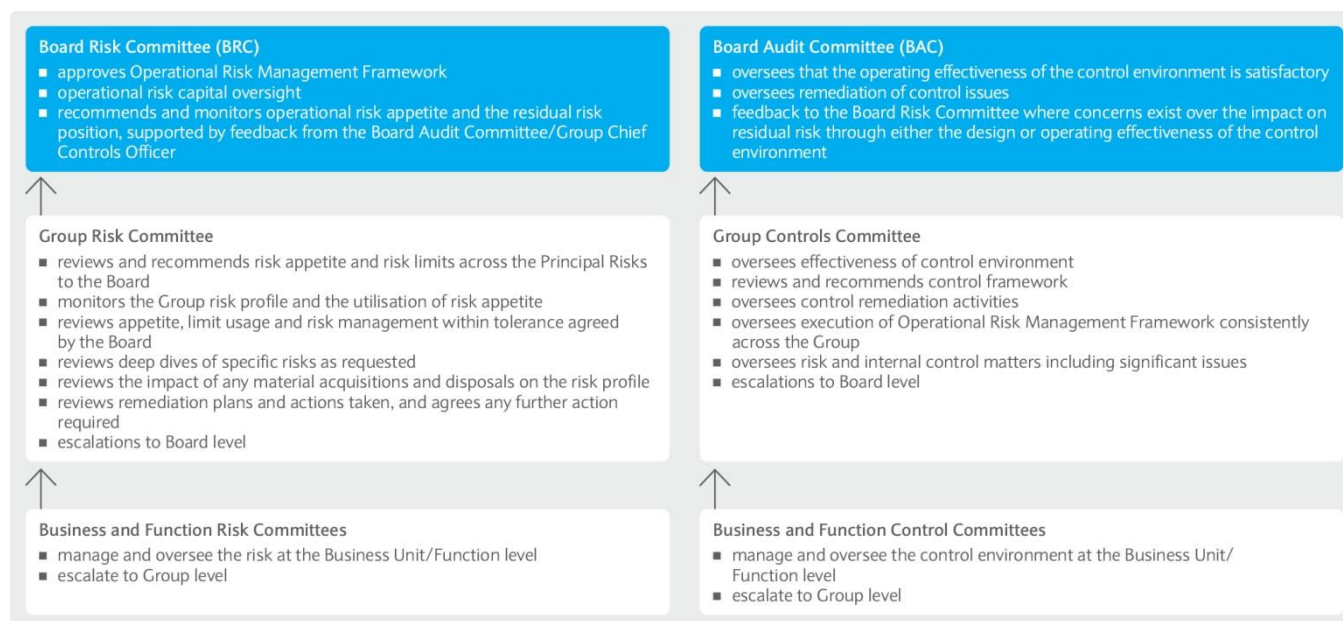 Board Risk Committee (BRC)
■ approves Operational Risk Management Framework
■ operational risk capital oversight
■ recommends and monitors operational risk appetite and the residual risk
position, supported by feedback from the Board Audit Committee/Group Chief
Controls Officer
Board Audit Committee (BAC)
■ oversees that the operating effectiveness of the control environment is satisfactory
■ oversees remediation of control issues
■ feedback to the Board Risk Committee where concerns exist over the impact on
residual risk through either the design or operating effectiveness of the control
environment
Group Risk Committee
■ reviews and recommends risk appetite and risk limits across the Principal Risks
to the Board
■ monitors the Group risk profile and the utilisation of risk appetite
■ reviews appetite, limit usage and risk management within tolerance agreed
by the Board
■ reviews deep dives of specific risks as requested
■ reviews the impact of any material acquisitions and disposals on the risk profile
■ reviews remediation plans and actions taken, and agrees any further action
required
■ escalations to Board level
Group Controls Committee
■ oversees effectiveness of control environment
■ reviews and recommends control framework
■ oversees control remediation activities
■ oversees execution of Operational Risk Management Framework consistently
across the Group
■ oversees risk and internal control matters including significant issues
■ escalations to Board level
Business and Function Risk Committees
■ manage and oversee the risk at the Business Unit/Function level
■ escalate to Group level
Business and Function Control Committees
■ manage and oversee the control environment at the Business Unit/
Function level
■ escalate to Group level